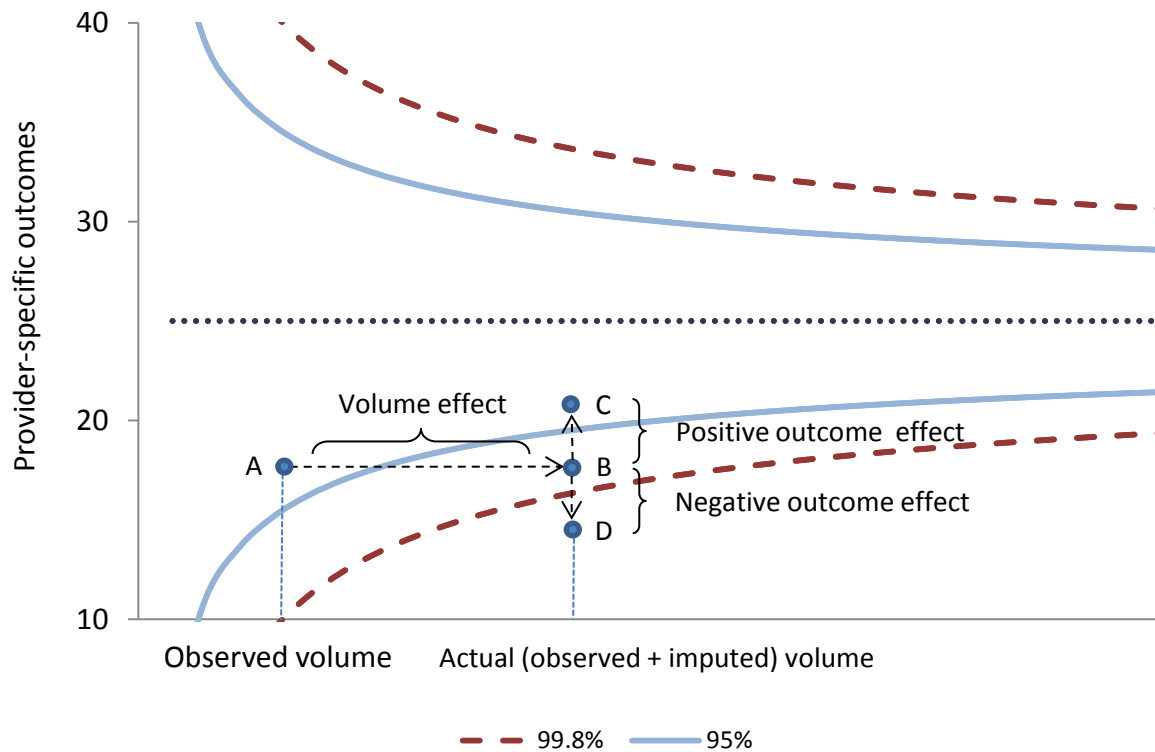 40
30
20
10
Provider-specific outcomes
Volume effect
A
B
C
D
Positive outcome effect
Negative outcome effect
Observed volume
Actual (observed + imputed) volume
99.8%
95%